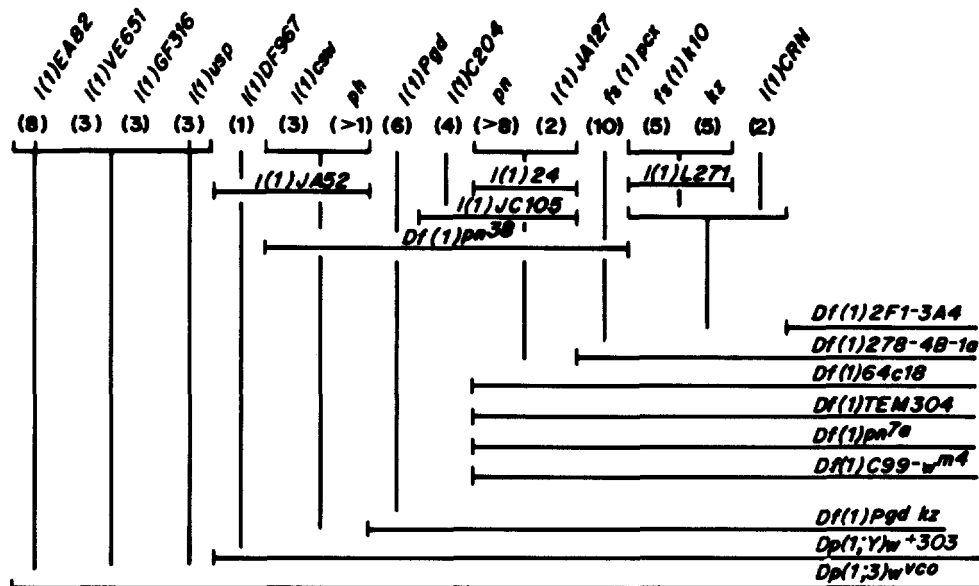 l(1)EA82
l(1)VE651
l(1)GF316
l(1)usp
l(1)DF967
l(1)csw
ph
l(1)Pgd
l(1)C204
pn
l(1)JA127
fs(1)pcx
fs(1)k10
kz
l(1)CRN
(8) (3) (3) (3) (1) (3) (>1) (6) (4) (>8) (2) (10) (5) (5) (2)
l(1)JA52
l(1)24
l(1)L271
l(1)JC105
Df(1)pn38
Df(1)2F1-3A4
Df(1)278-4B-1a
Df(1)64c18
Df(1)TEM304
Df(1)pn7a
Df(1)C99-wm4
Df(1)Pgd kz
Dp(1;Y)w+303
Dp(1;3)wvco